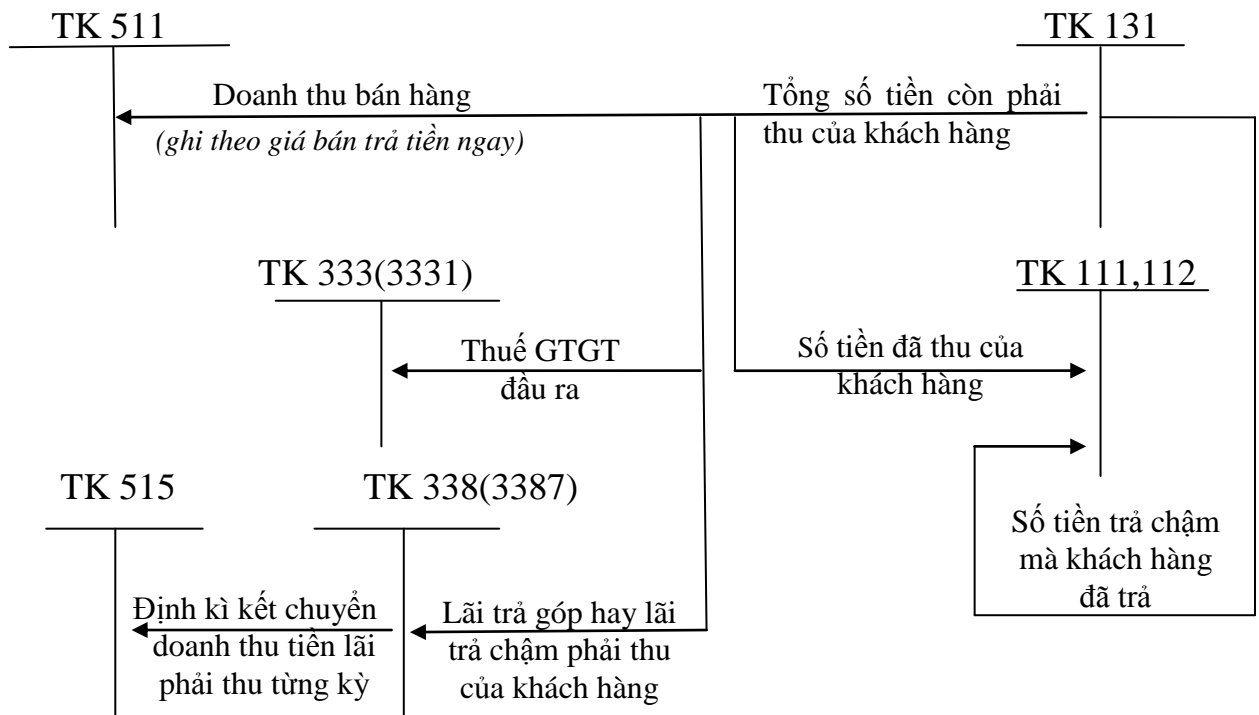 TK 511
TK 131
Doanh thu bán hàng
(ghi theo giá bán trả tiền ngay)
Tổng số tiền còn phải
thu của khách hàng
TK 333(3331)
TK 111,112
Thuế GTGT
đầu ra
Số tiền đã thu của
khách hàng
TK 515
TK 338(3387)
Số tiền trả chậm
mà khách hàng
đã trả
Định kì kết chuyển
doanh thu tiền lãi
phải thu từng kỳ
Lãi trả góp hay lãi
trả chậm phải thu
của khách hàng